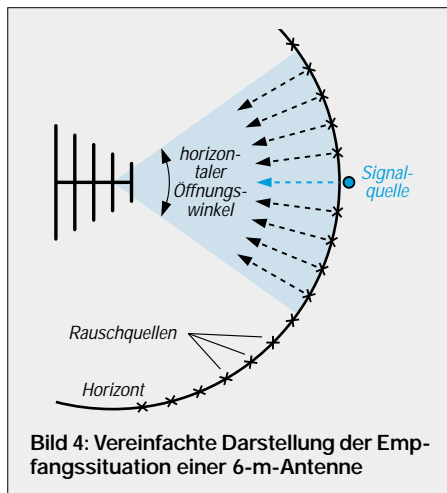 horizon-
taler
Öffnungs-
winkel
Signal-
quelle
Rauschquellen
Horizont
Bild 4: Vereinfachte Darstellung der Emp-
fangssituation einer 6-m-Antenne